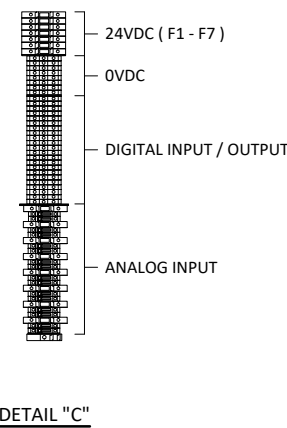 24VDC ( F1 - F7 )
0VDC
DIGITAL INPUT / OUTPUT
ANALOG INPUT
DETAIL "C"